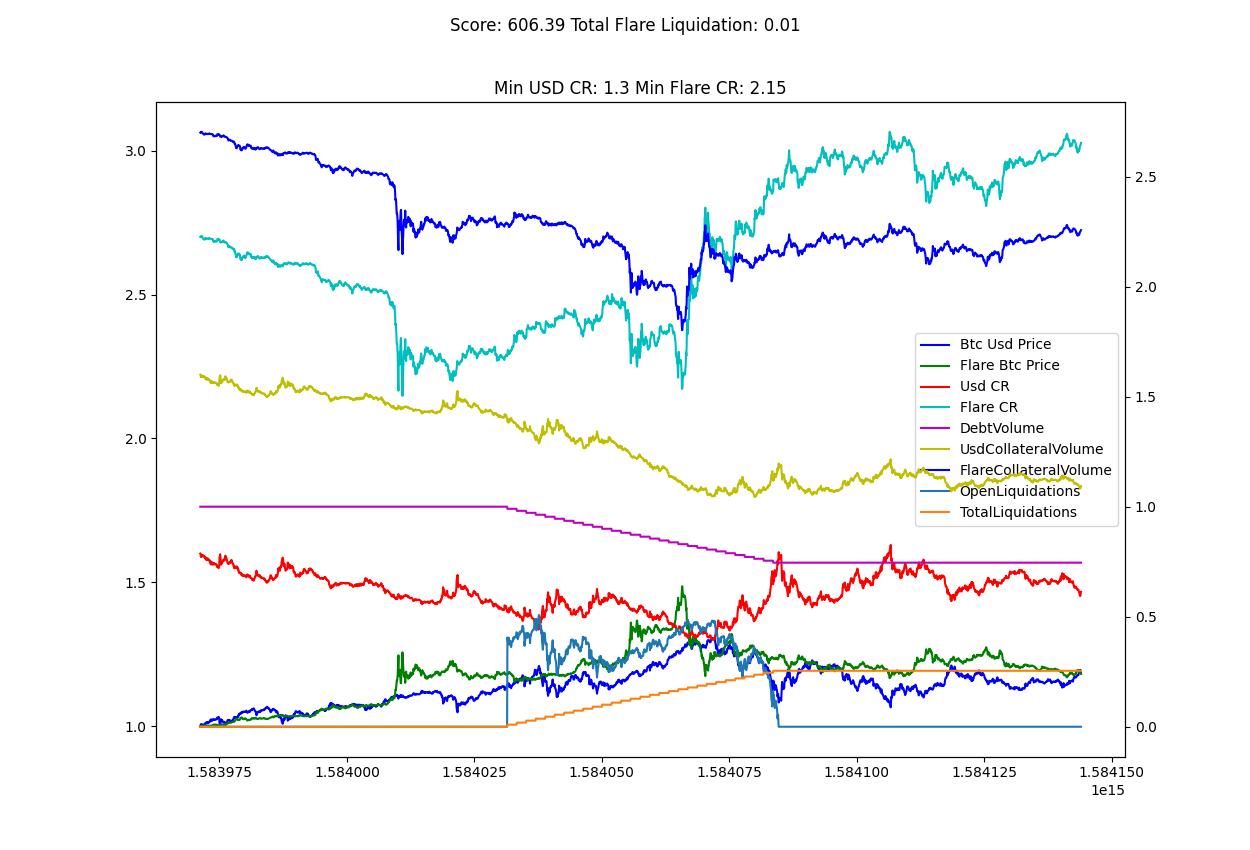 Score: 606.39 Total Flare Liquidation: 0.01
Min USD CR: 1.3 Min Flare CR: 2.15
3.0
2.5
2.0
1.5
1.0
2.5
2.0
1.5
1.0
0.5
0.0
Btc Usd Price
Flare Btc Price
Usd CR
Flare CR
DebtVolume
UsdCollateralVolume
FlareCollateralVolume
OpenLiquidations
TotalLiquidations
1.583975 1.584000 1.584025 1.584050 1.584075 1.584100 1.584125 1.584150
1e15